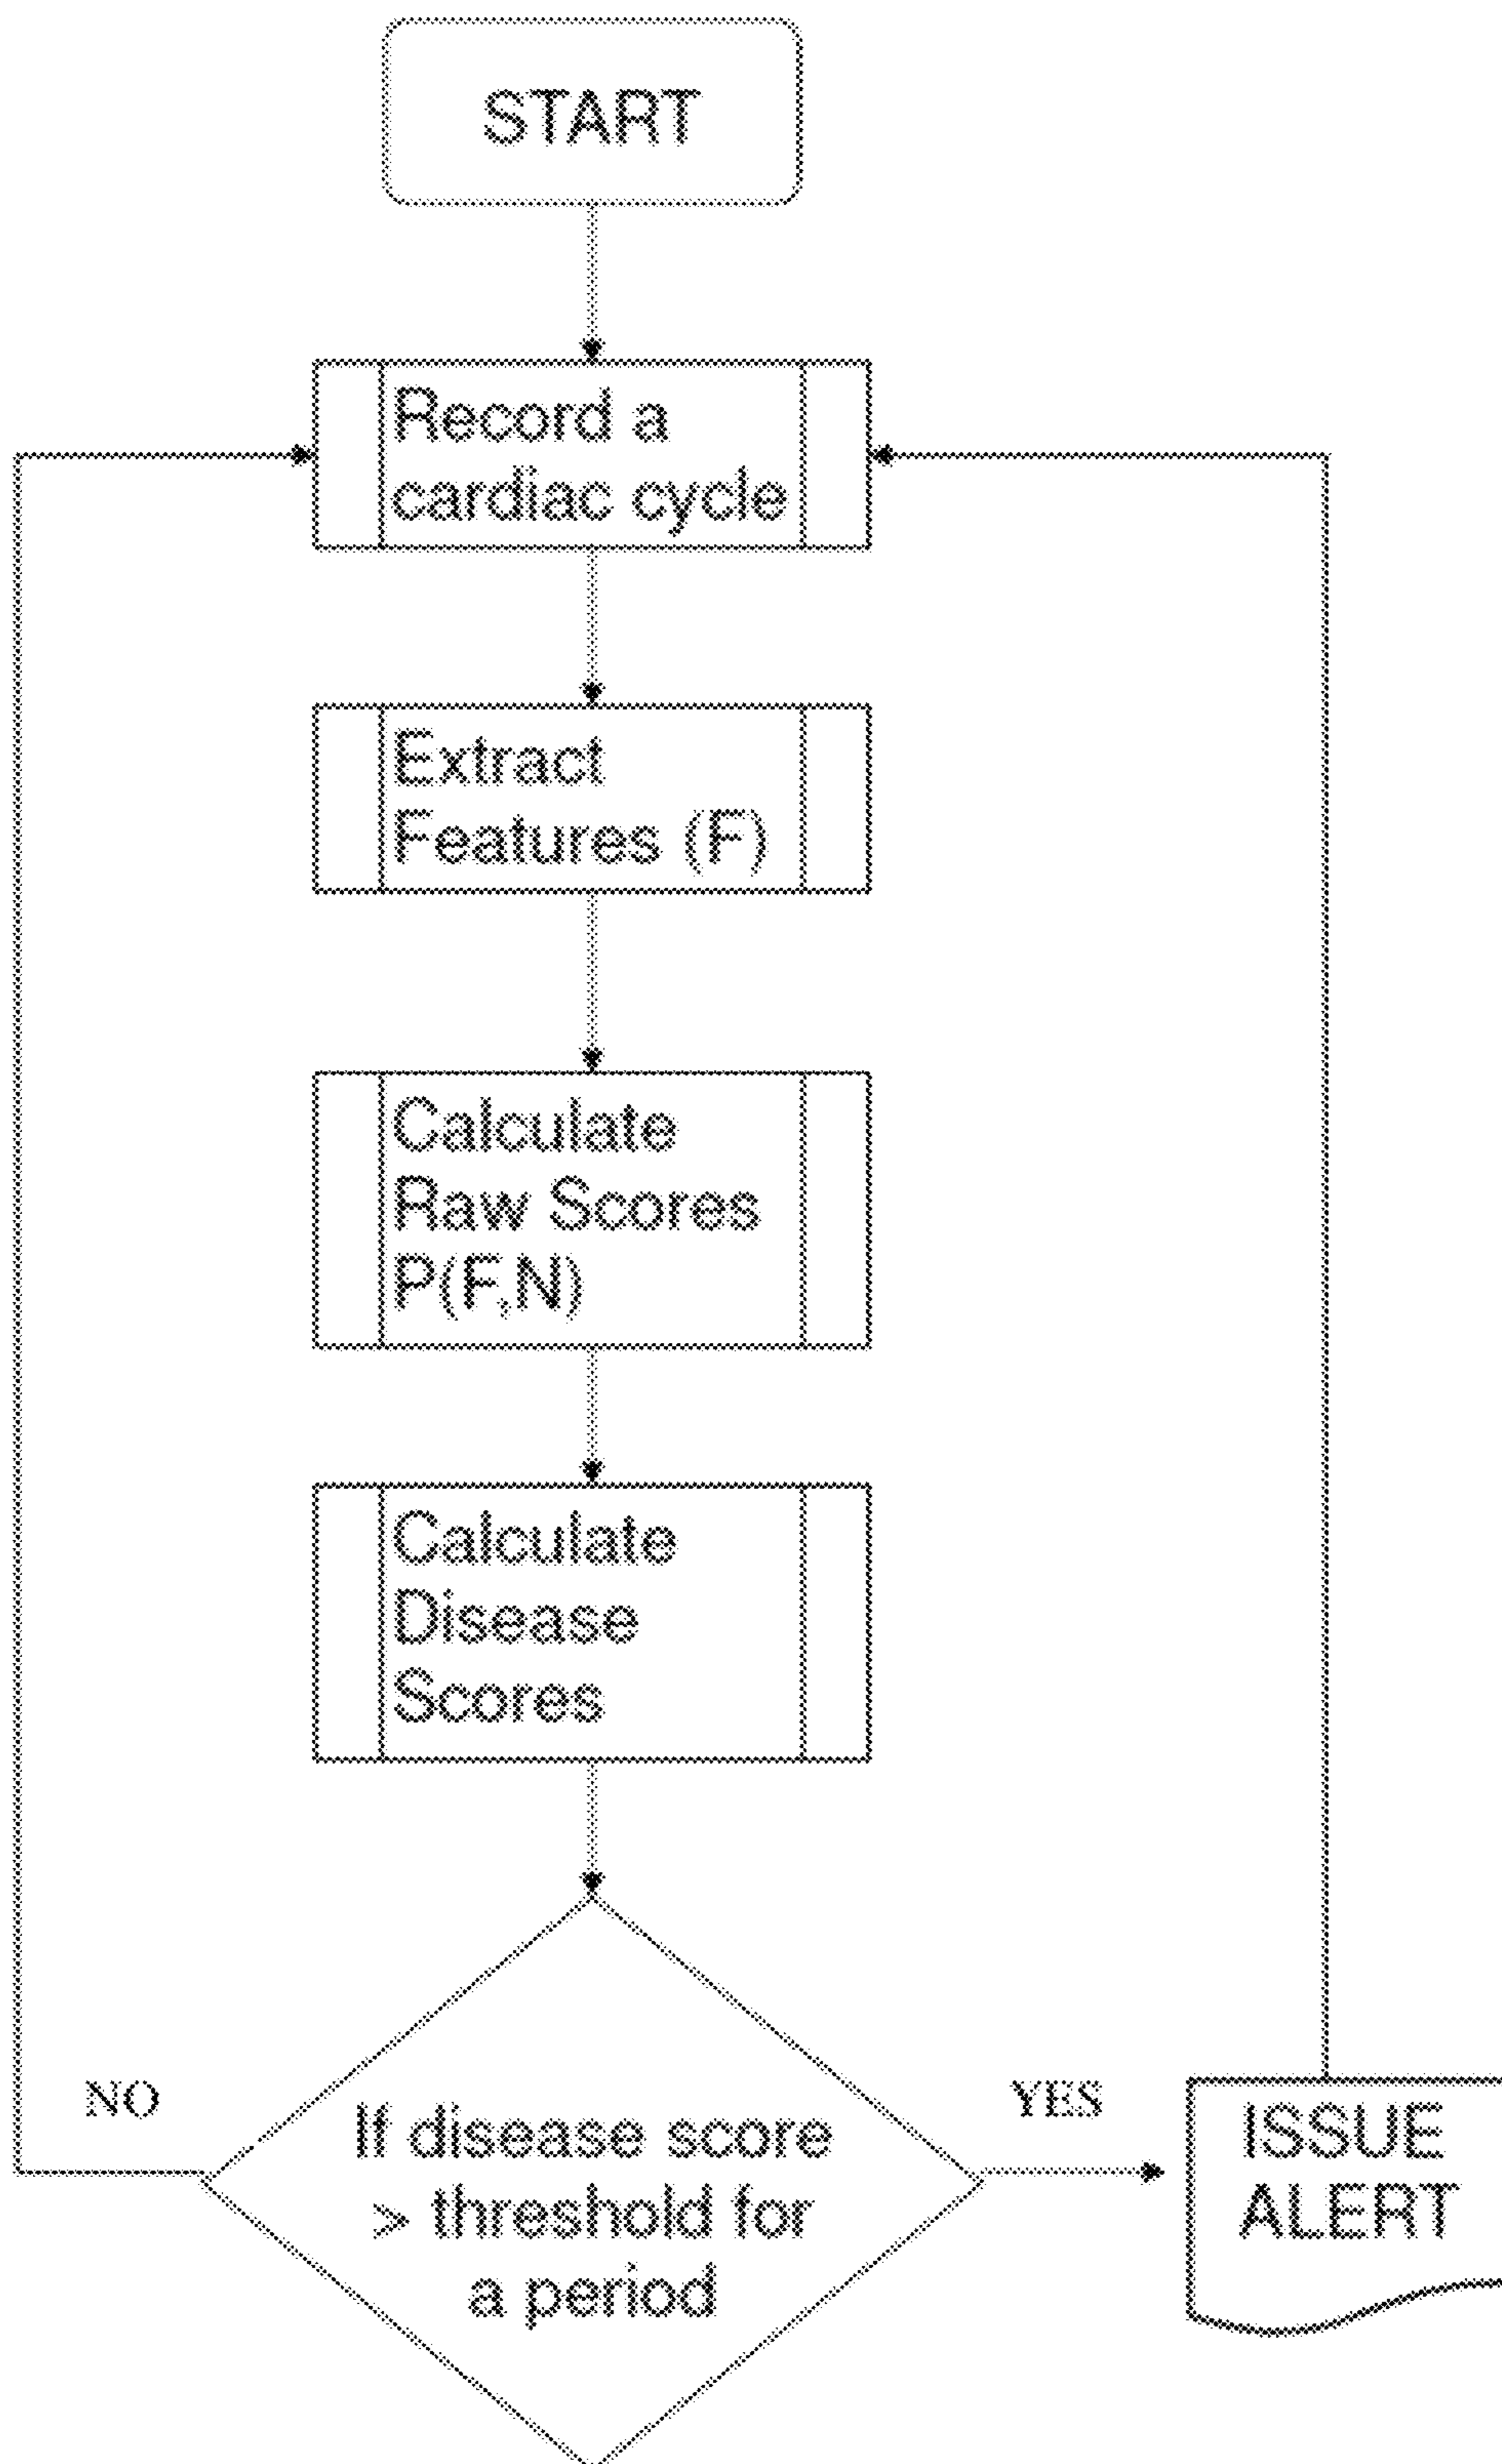 START
Record a
cardiac cycle
Extract
Features (F)
Calculate
Raw Scores
P(F,N)
Calculate
Disease
Scores
NO
If disease score
> threshold for
a period
YES
ISSUE
ALERT